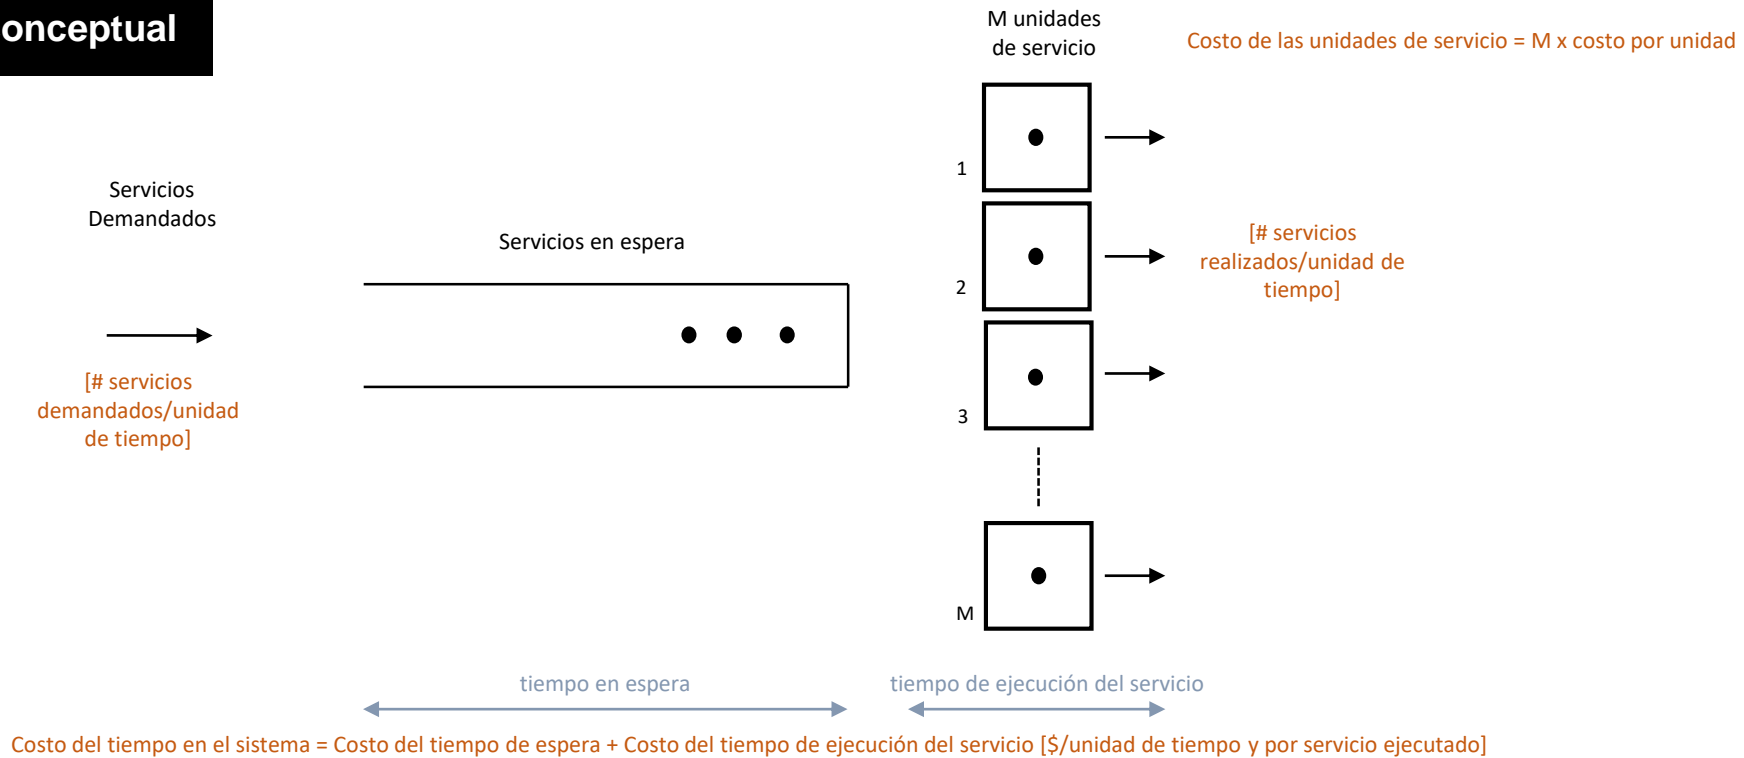 onceptual
M unidades
de servicio
Costo de las unidades de servicio = M x costo por unidad
1
Servicios
Demandados
Servicios en espera
[# servicios
realizados/unidad de
tiempo]
2
[# servicios
demandados/unidad
de tiempo]
3
M
tiempo en espera
tiempo de ejecución del servicio
Costo del tiempo en el sistema = Costo del tiempo de espera + Costo del tiempo de ejecución del servicio [$/unidad de tiempo y por servicio ejecutado]